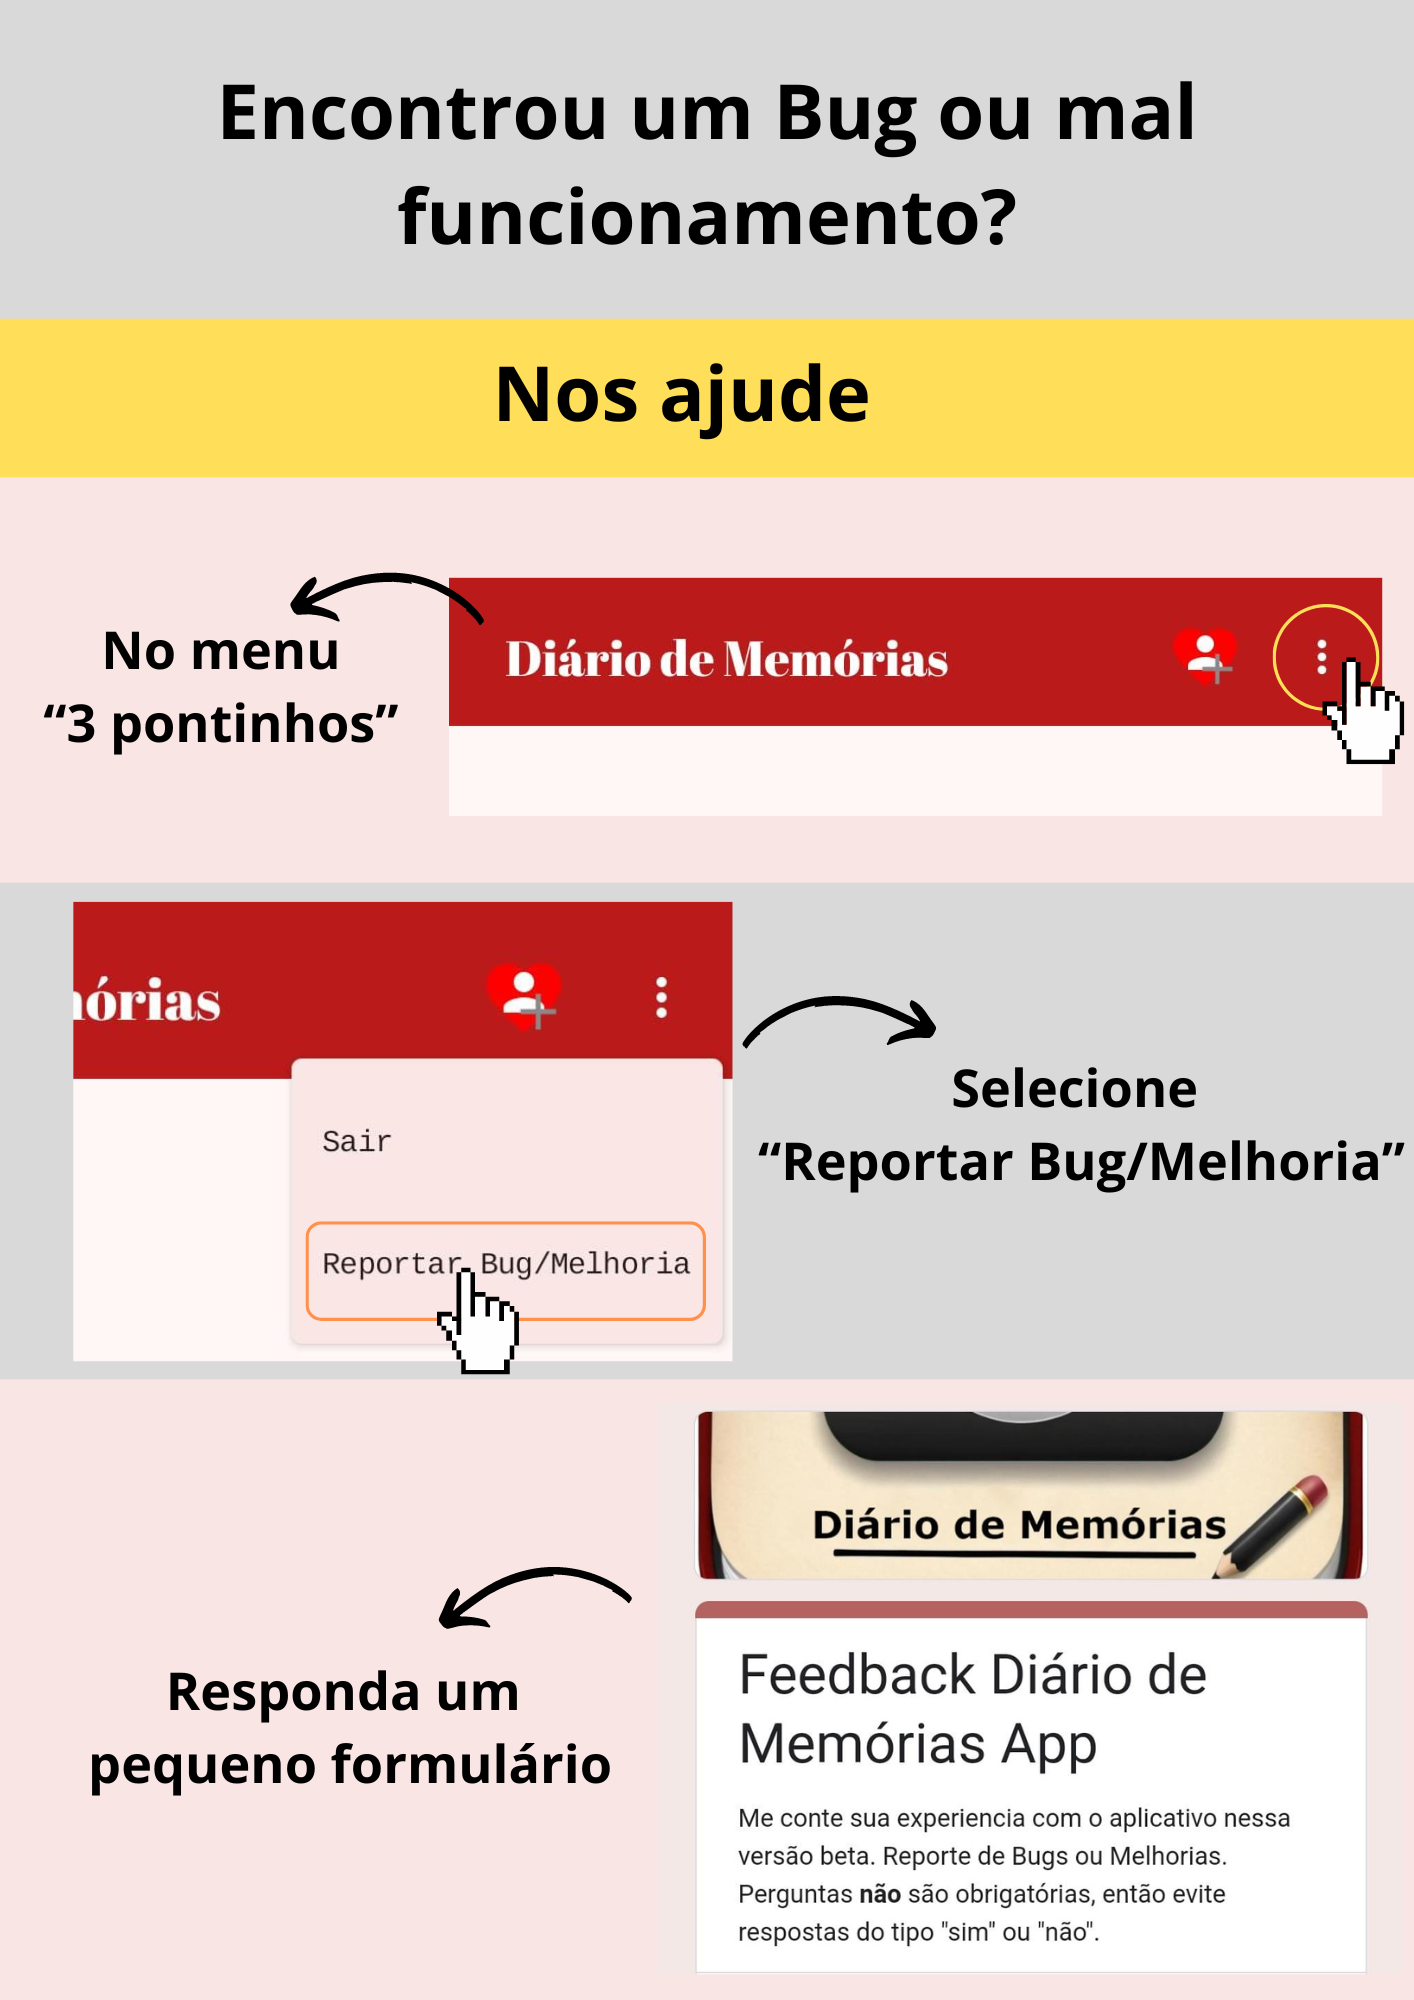 Encontrou um Bug ou mal
funcionamento?
Nos ajude
No menu
“3 pontinhos”
Diário de Memórias
órias
Sair
Reportar Bug/Melhoria
Selecione
“Reportar Bug/Melhoria”
Diário de Memórias
Responda um
pequeno formulário
Feedback Diário de
Memórias App
Me conte sua experiencia com o aplicativo nessa
versão beta. Reporte de Bugs ou Melhorias.
Perguntas não são obrigatórias, então evite
respostas do tipo "sim" ou "não".